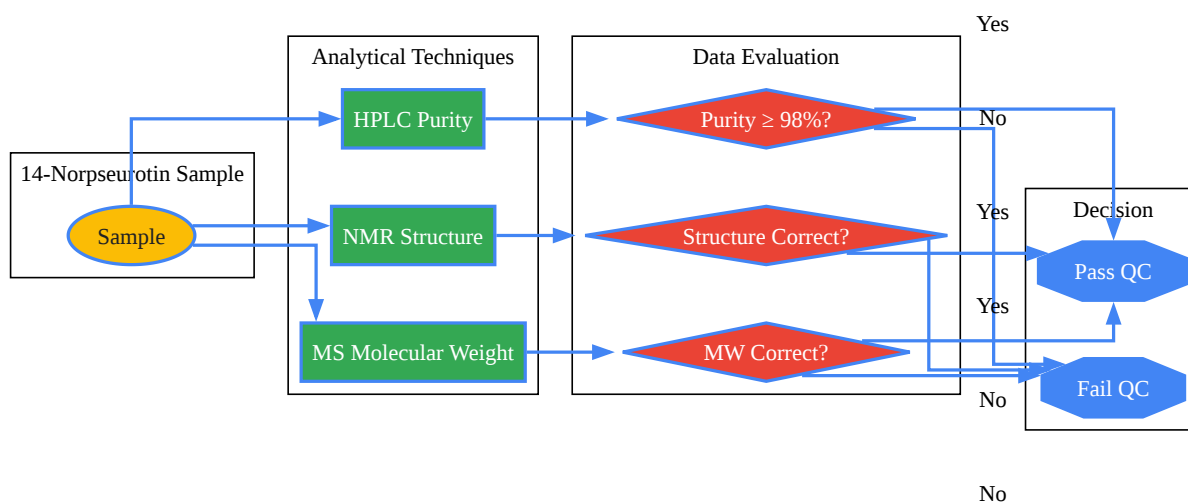 Yes
Analytical Techniques
Data Evaluation
HPLC Purity
Purity ≥ 98%?
No
14-Norpseurotin Sample
Sample
NMR Structure
Structure Correct?
Yes
Decision
Pass QC
Yes
MS Molecular Weight
MW Correct?
No
Fail QC
No